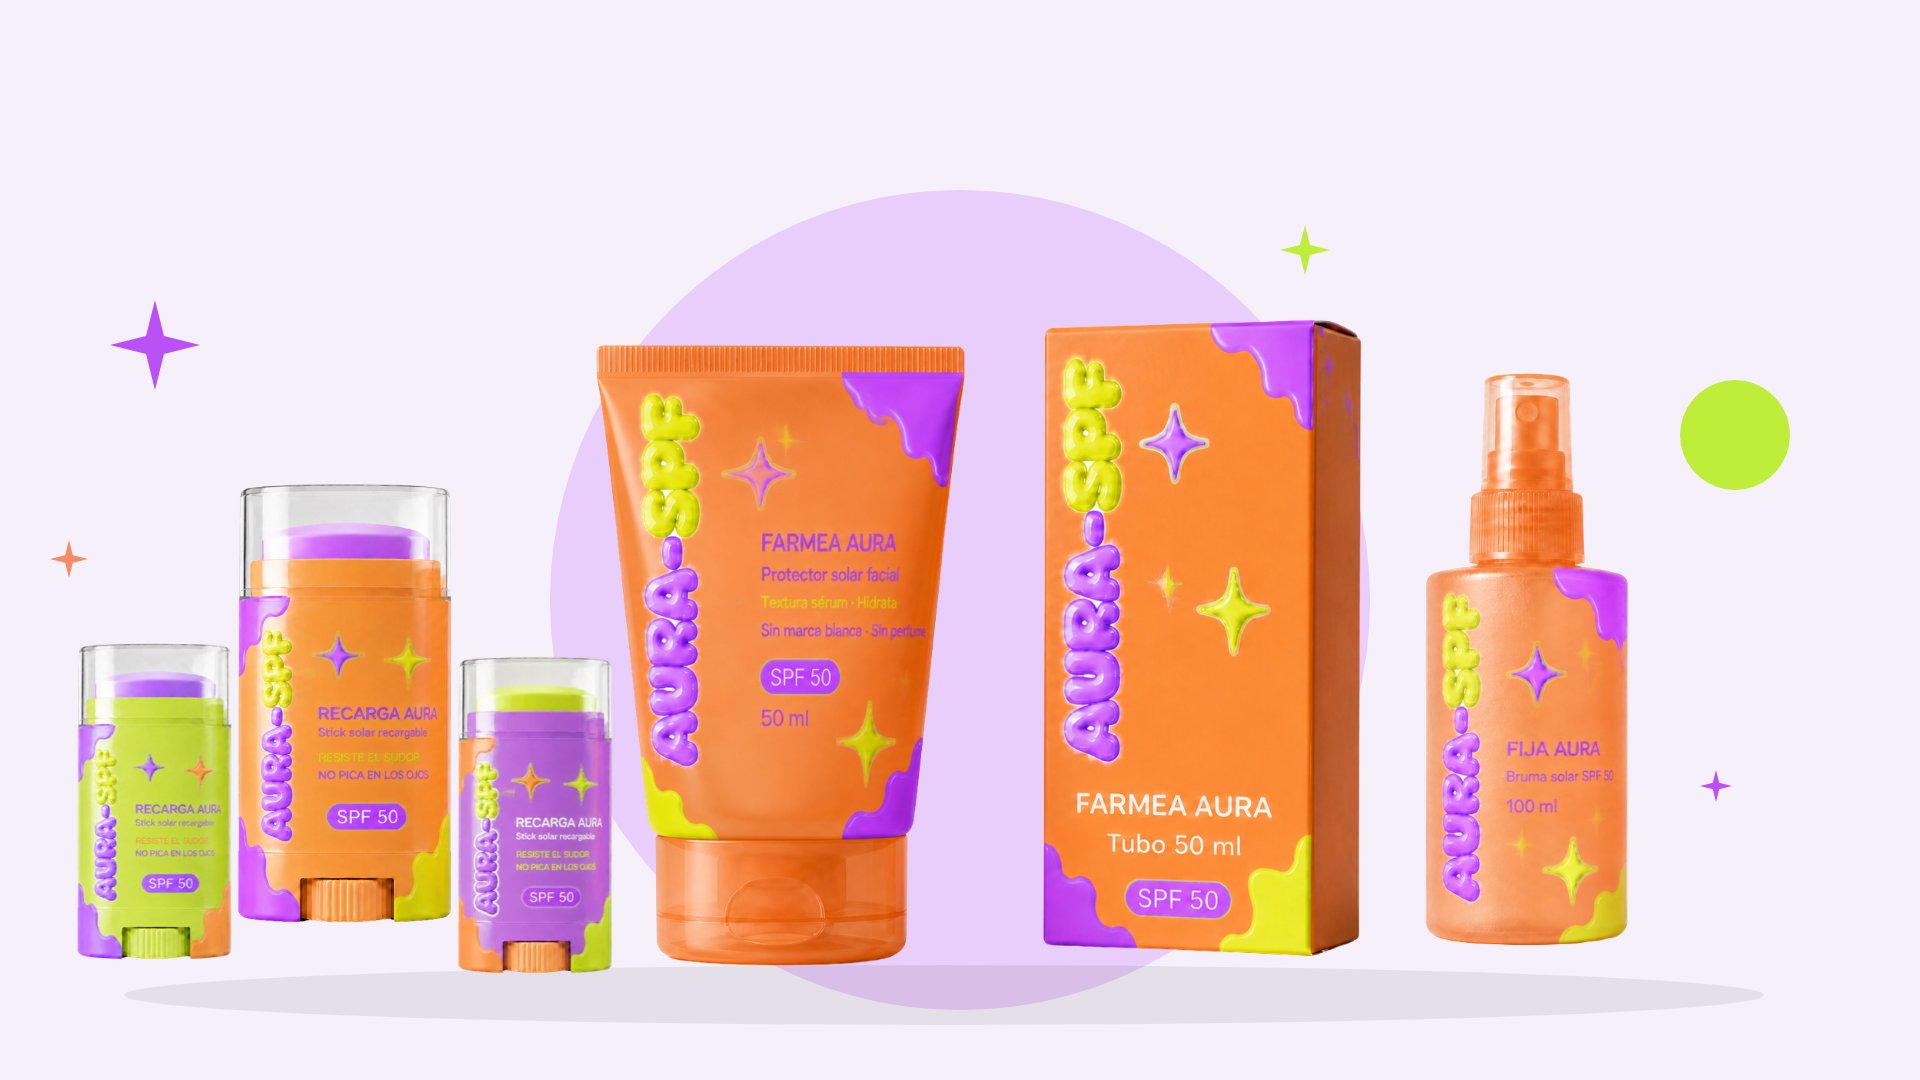 AURA-SPF
RECARGA AURA
Stick solar recargable
RESISTE EL SUDOR
NO PICA EN LOS OJOS
SPF 50
AURA-SPF
RECARGA AURA
Stick solar recargable
RESISTE EL SUDOR
NO PICA EN LOS OJOS
SPF 50
AURA-SPF
RECARGA AURA
Stick solar recargable
RESISTE EL SUDOR
NO PICA EN LOS OJOS
SPF 50
AURA-SPF
FARMEA AURA
Protector solar facial
Textura sérum · Hidrata
Sin marca blanca · Sin perfume
SPF 50
50 ml
AURA-SPF
FARMEA AURA
Tubo 50 ml
SPF 50
AURA-SPF
FIJA AURA
Bruma solar SPF 50
100 ml